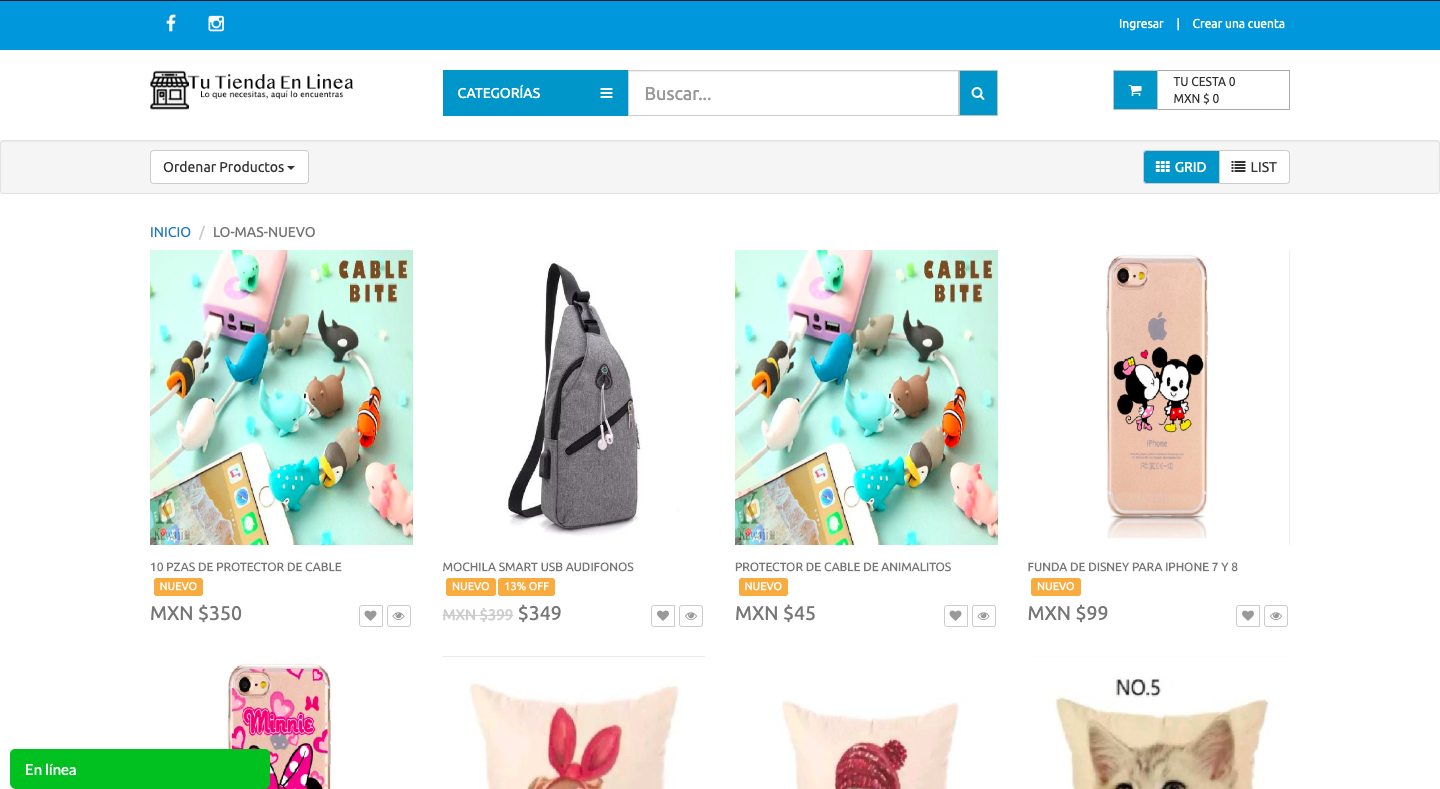 Ingresar | Crear una cuenta
Tu Tienda En Linea
Lo que necesitas, aquí lo encuentras
CATEGORÍAS
Buscar...
TU CESTA 0
MXN $ 0
Ordenar Productos
GRID
LIST
INICIO / LO-MAS-NUEVO
CABLE
BITE
CABLE
BITE
iPhone
10 PZAS DE PROTECTOR DE CABLE
NUEVO
MXN $350
MOCHILA SMART USB AUDIFONOS
NUEVO 13% OFF
MXN $399 $349
PROTECTOR DE CABLE DE ANIMALITOS
NUEVO
MXN $45
FUNDA DE DISNEY PARA IPHONE 7 Y 8
NUEVO
MXN $99
Minnie
NO.5
En línea